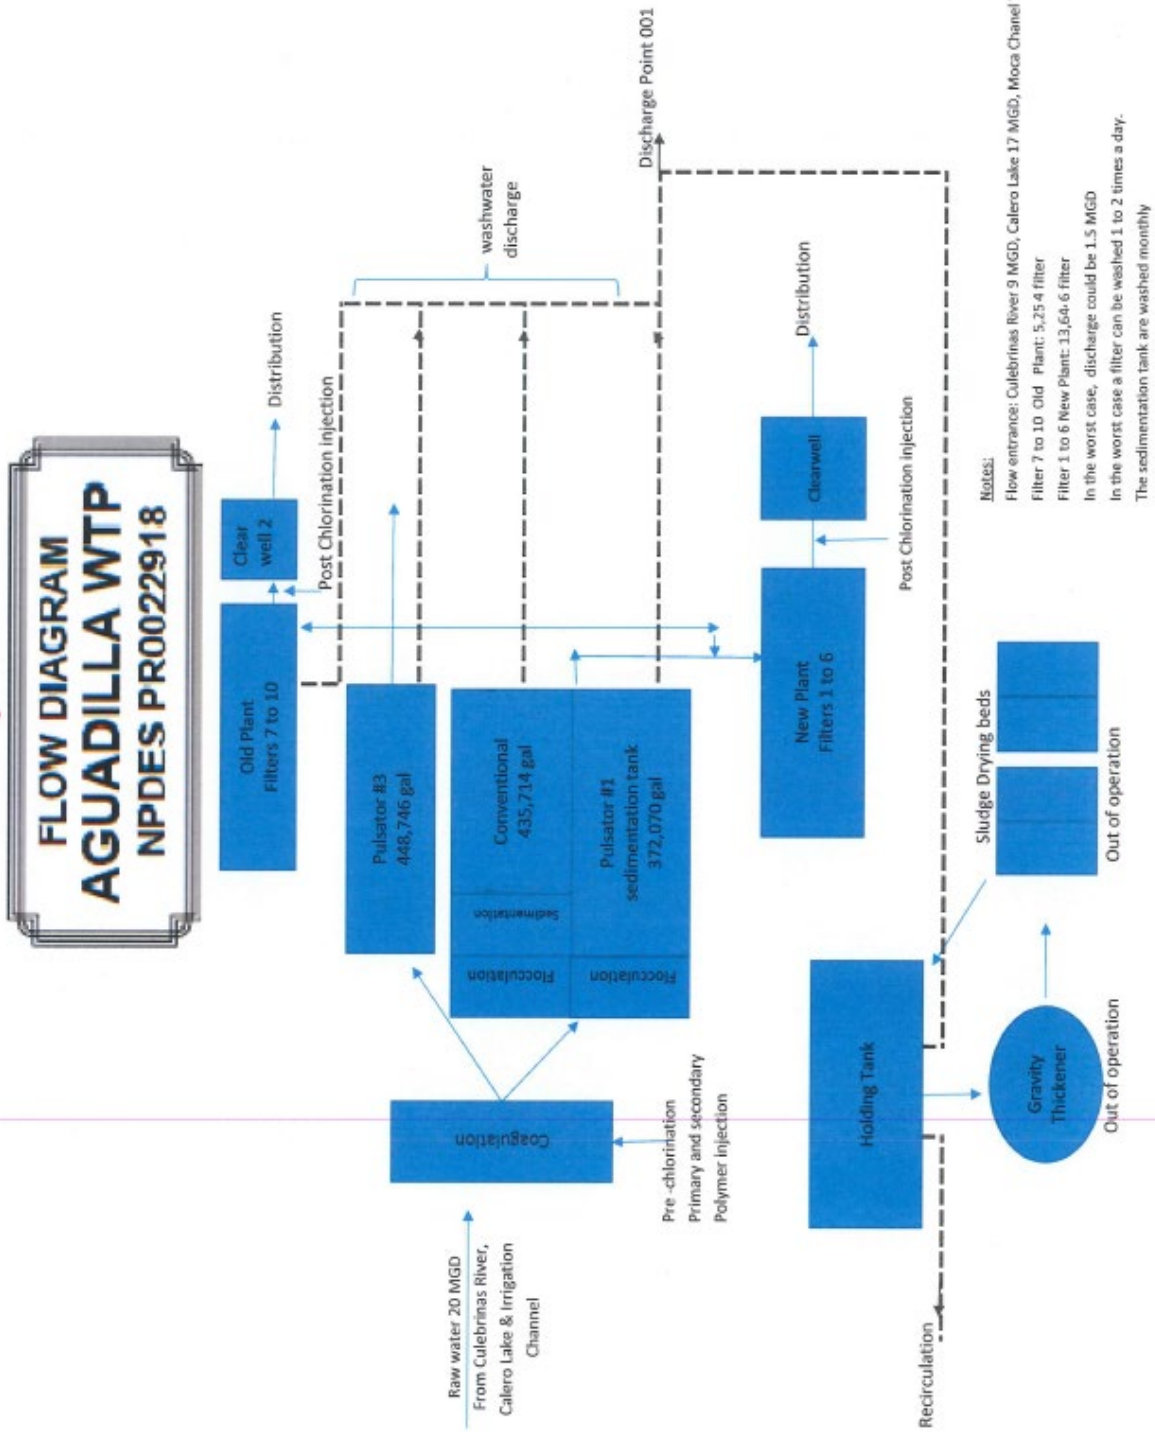 FLOW DIAGRAM
AGUADILLA WTP
NPDES PR0022918
Old Plant
Filters 7 to 10
Clear
well 2
Distribution
Post Chlorination injection
Pulsator #3
448,746 gal
washwater
discharge
Raw water 20 MGD
From Culebrinas River,
Calero Lake & Irrigation
Channel
Coagulation
Pre -chlorination
Primary and secondary
Polymer injection
Flocculation
Sedimentation
Conventional
435,714 gal
Flocculation
Pulsator #1
sedimentation tank
372,070 gal
Discharge Point 001
New Plant
Filters 1 to 6
Clearwell
Distribution
Post Chlorination injection
Holding Tank
Recirculation
Gravity
Thickener
Out of operation
Sludge Drying beds
Out of operation
Notes:
Flow entrance: Culebrinas River 9 MGD, Calero Lake 17 MGD, Moca Chanel
Filter 7 to 10 Old Plant: 5,25 4 filter
Filter 1 to 6 New Plant: 13,64- 6 filter
In the worst case, discharge could be 1.5 MGD
In the worst case a filter can be washed 1 to 2 times a day.
The sedimentation tank are washed monthly